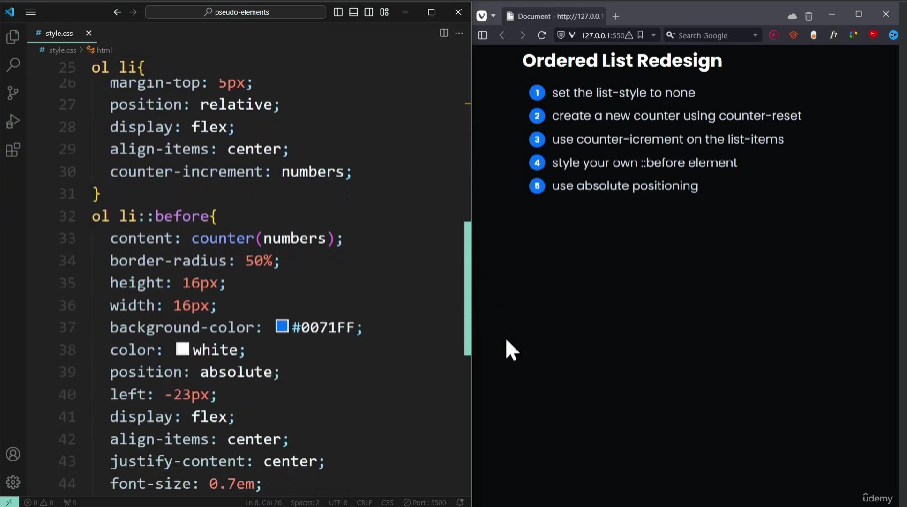 pseudo-elements
style.css
style.css > html
25 ol li{
26 margin-top: 5px;
27 position: relative;
28 display: flex;
29 align-items: center;
30 counter-increment: numbers;
31 }
32 ol li::before{
33 content: counter(numbers);
34 border-radius: 50%;
35 height: 16px;
36 width: 16px;
37 background-color: #0071FF;
38 color: white;
39 position: absolute;
40 left: -23px;
41 display: flex;
42 align-items: center;
43 justify-content: center;
44 font-size: 0.7em;
0 0 0 Ln 8, Col 26 Spaces: 2 UTF-8 CRLF CSS Port : 5500
Document - http://127.0.0.1
127.0.0.1:550
Search Google
Ordered List Redesign
1 set the list-style to none
2 create a new counter using counter-reset
3 use counter-icrement on the list-items
4 style your own ::before element
5 use absolute positioning
ûdemy